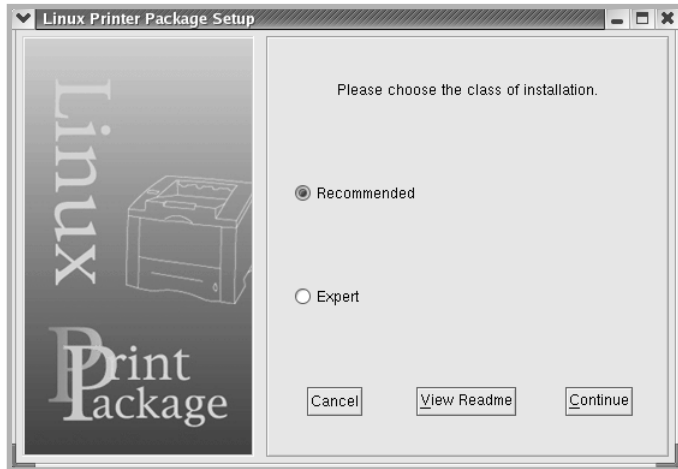 Linux Printer Package Setup
Linux
Print
Package
Please choose the class of installation.
Recommended
Expert
Cancel
View Readme
Continue